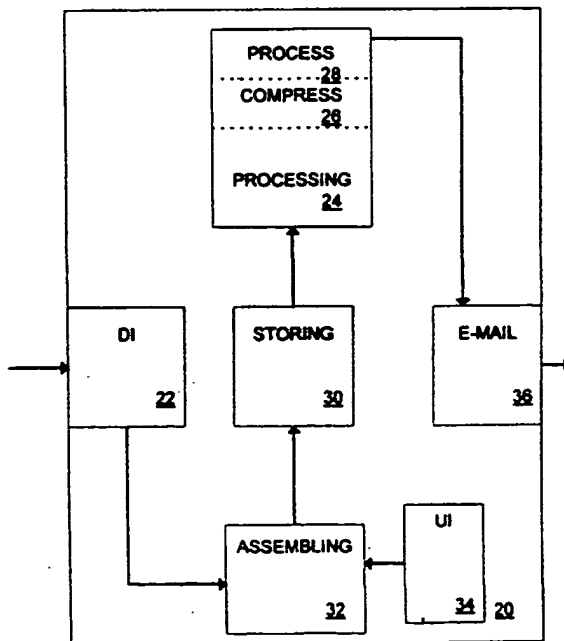 PROCESS
28
COMPRESS
26
PROCESSING
24
DI
22
STORING
30
E-MAIL
36
ASSEMBLING
32
UI
34
20